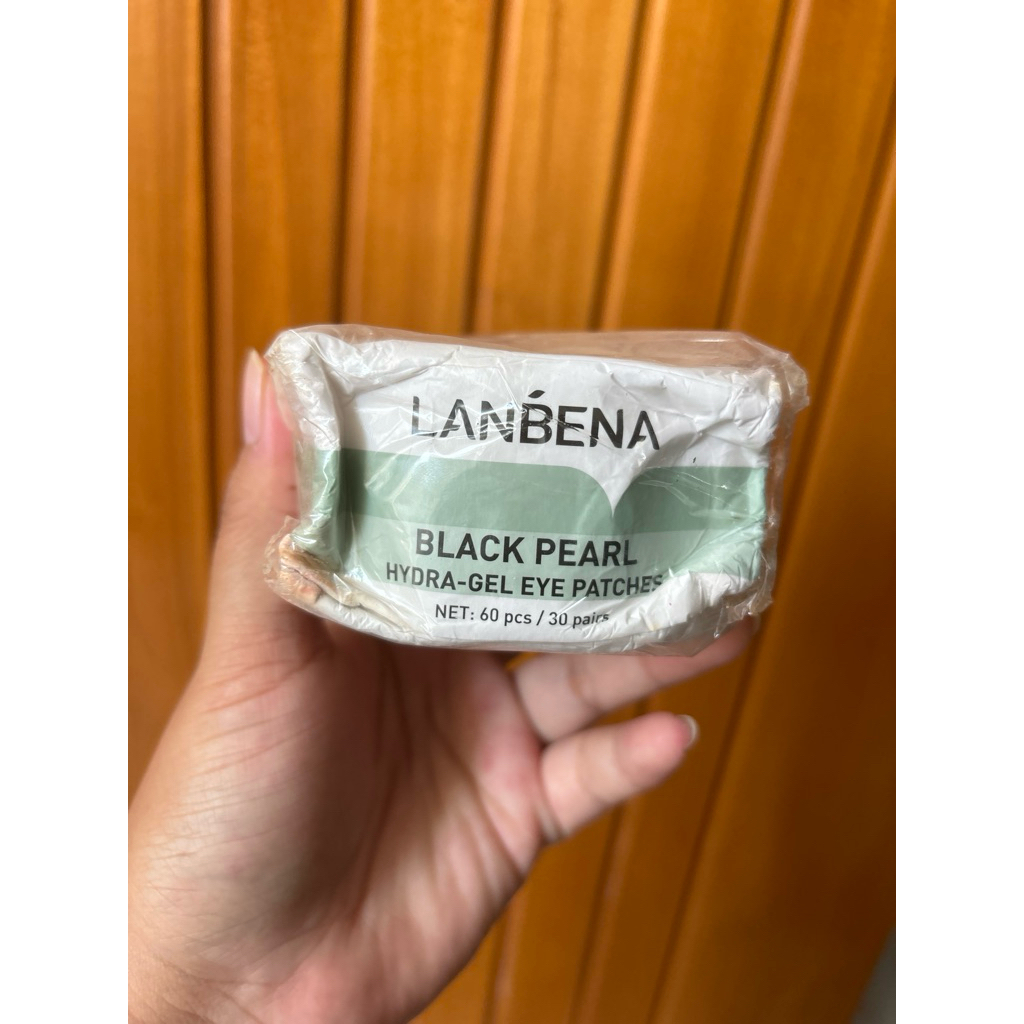 LANBENA
BLACK PEARL
HYDRA-GEL EYE PATCHES
NET: 60 pcs / 30 pairs